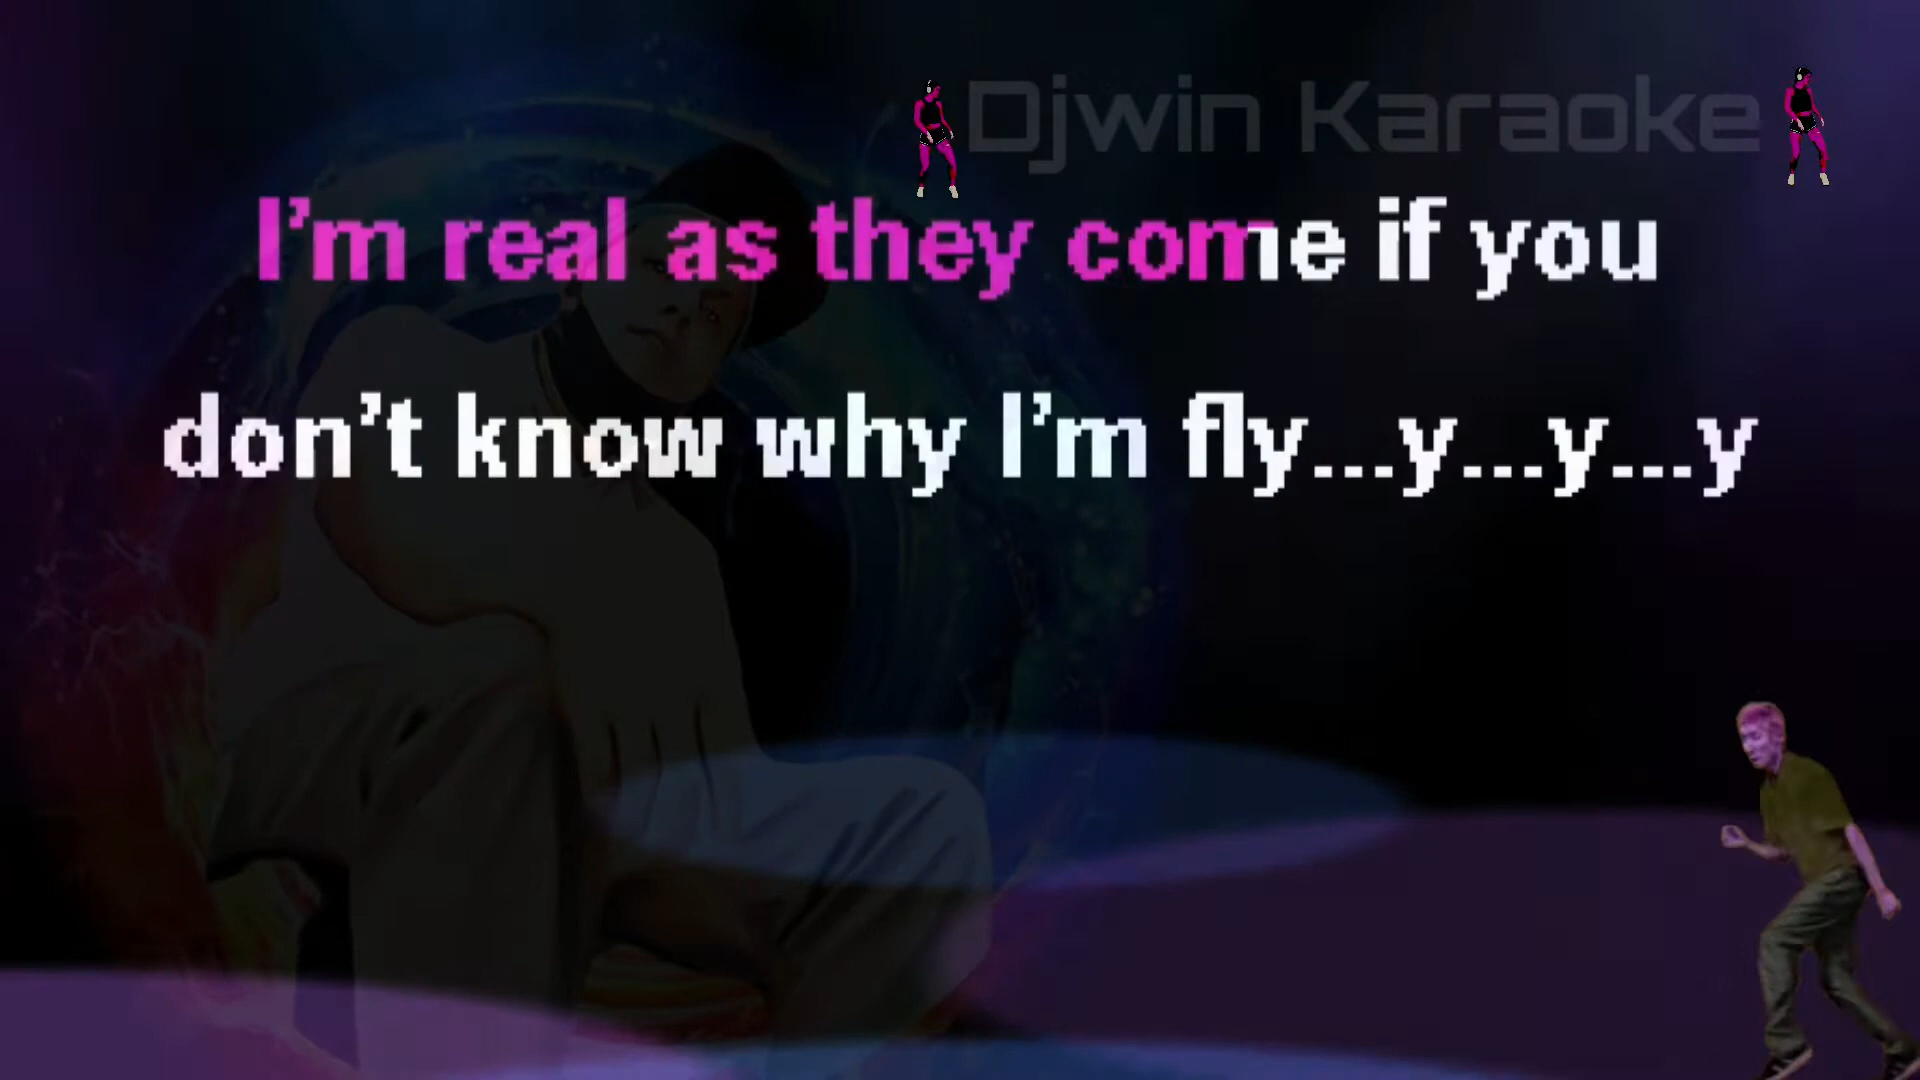 Djwin Karaoke
I'm real as they come if you
don't know why I'm fly...y...y...y